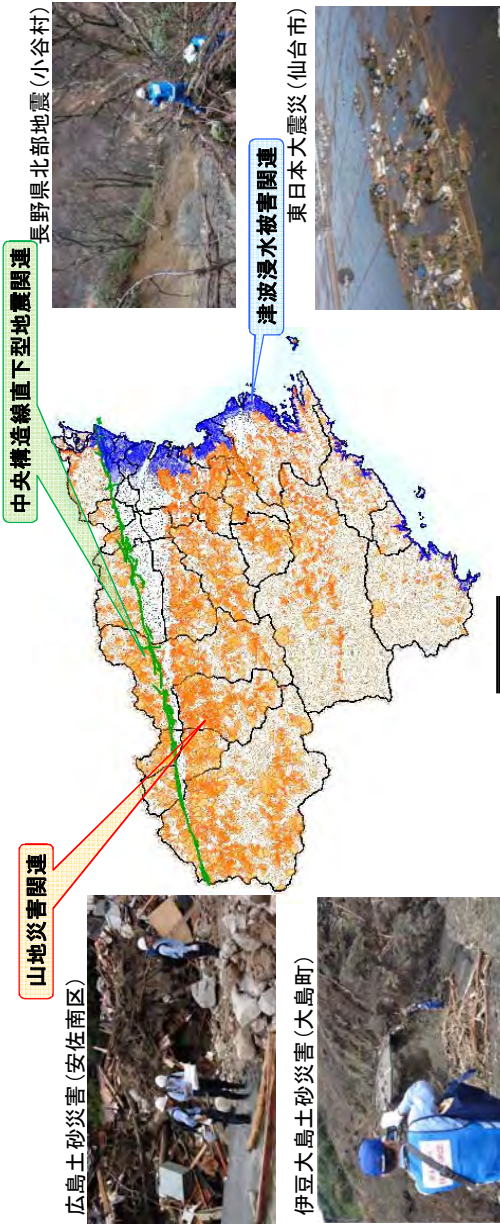 長野県北部地震(小谷村)
中央構造線直下型地震関連
津波浸水被害関連
東日本大震災(仙台市)
山地災害関連
広島土砂災害(安佐南区)
伊豆大島土砂災害(大島町)